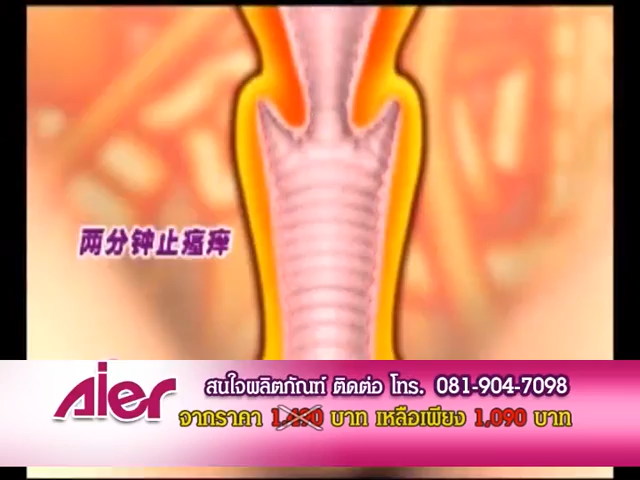 两分钟止瘙痒
Aier
สนใจผลิตภัณฑ์ ติดต่อ โทร. 081-904-7098
จากราคา 1,490 บาท เหลือเพียง 1,090 บาท